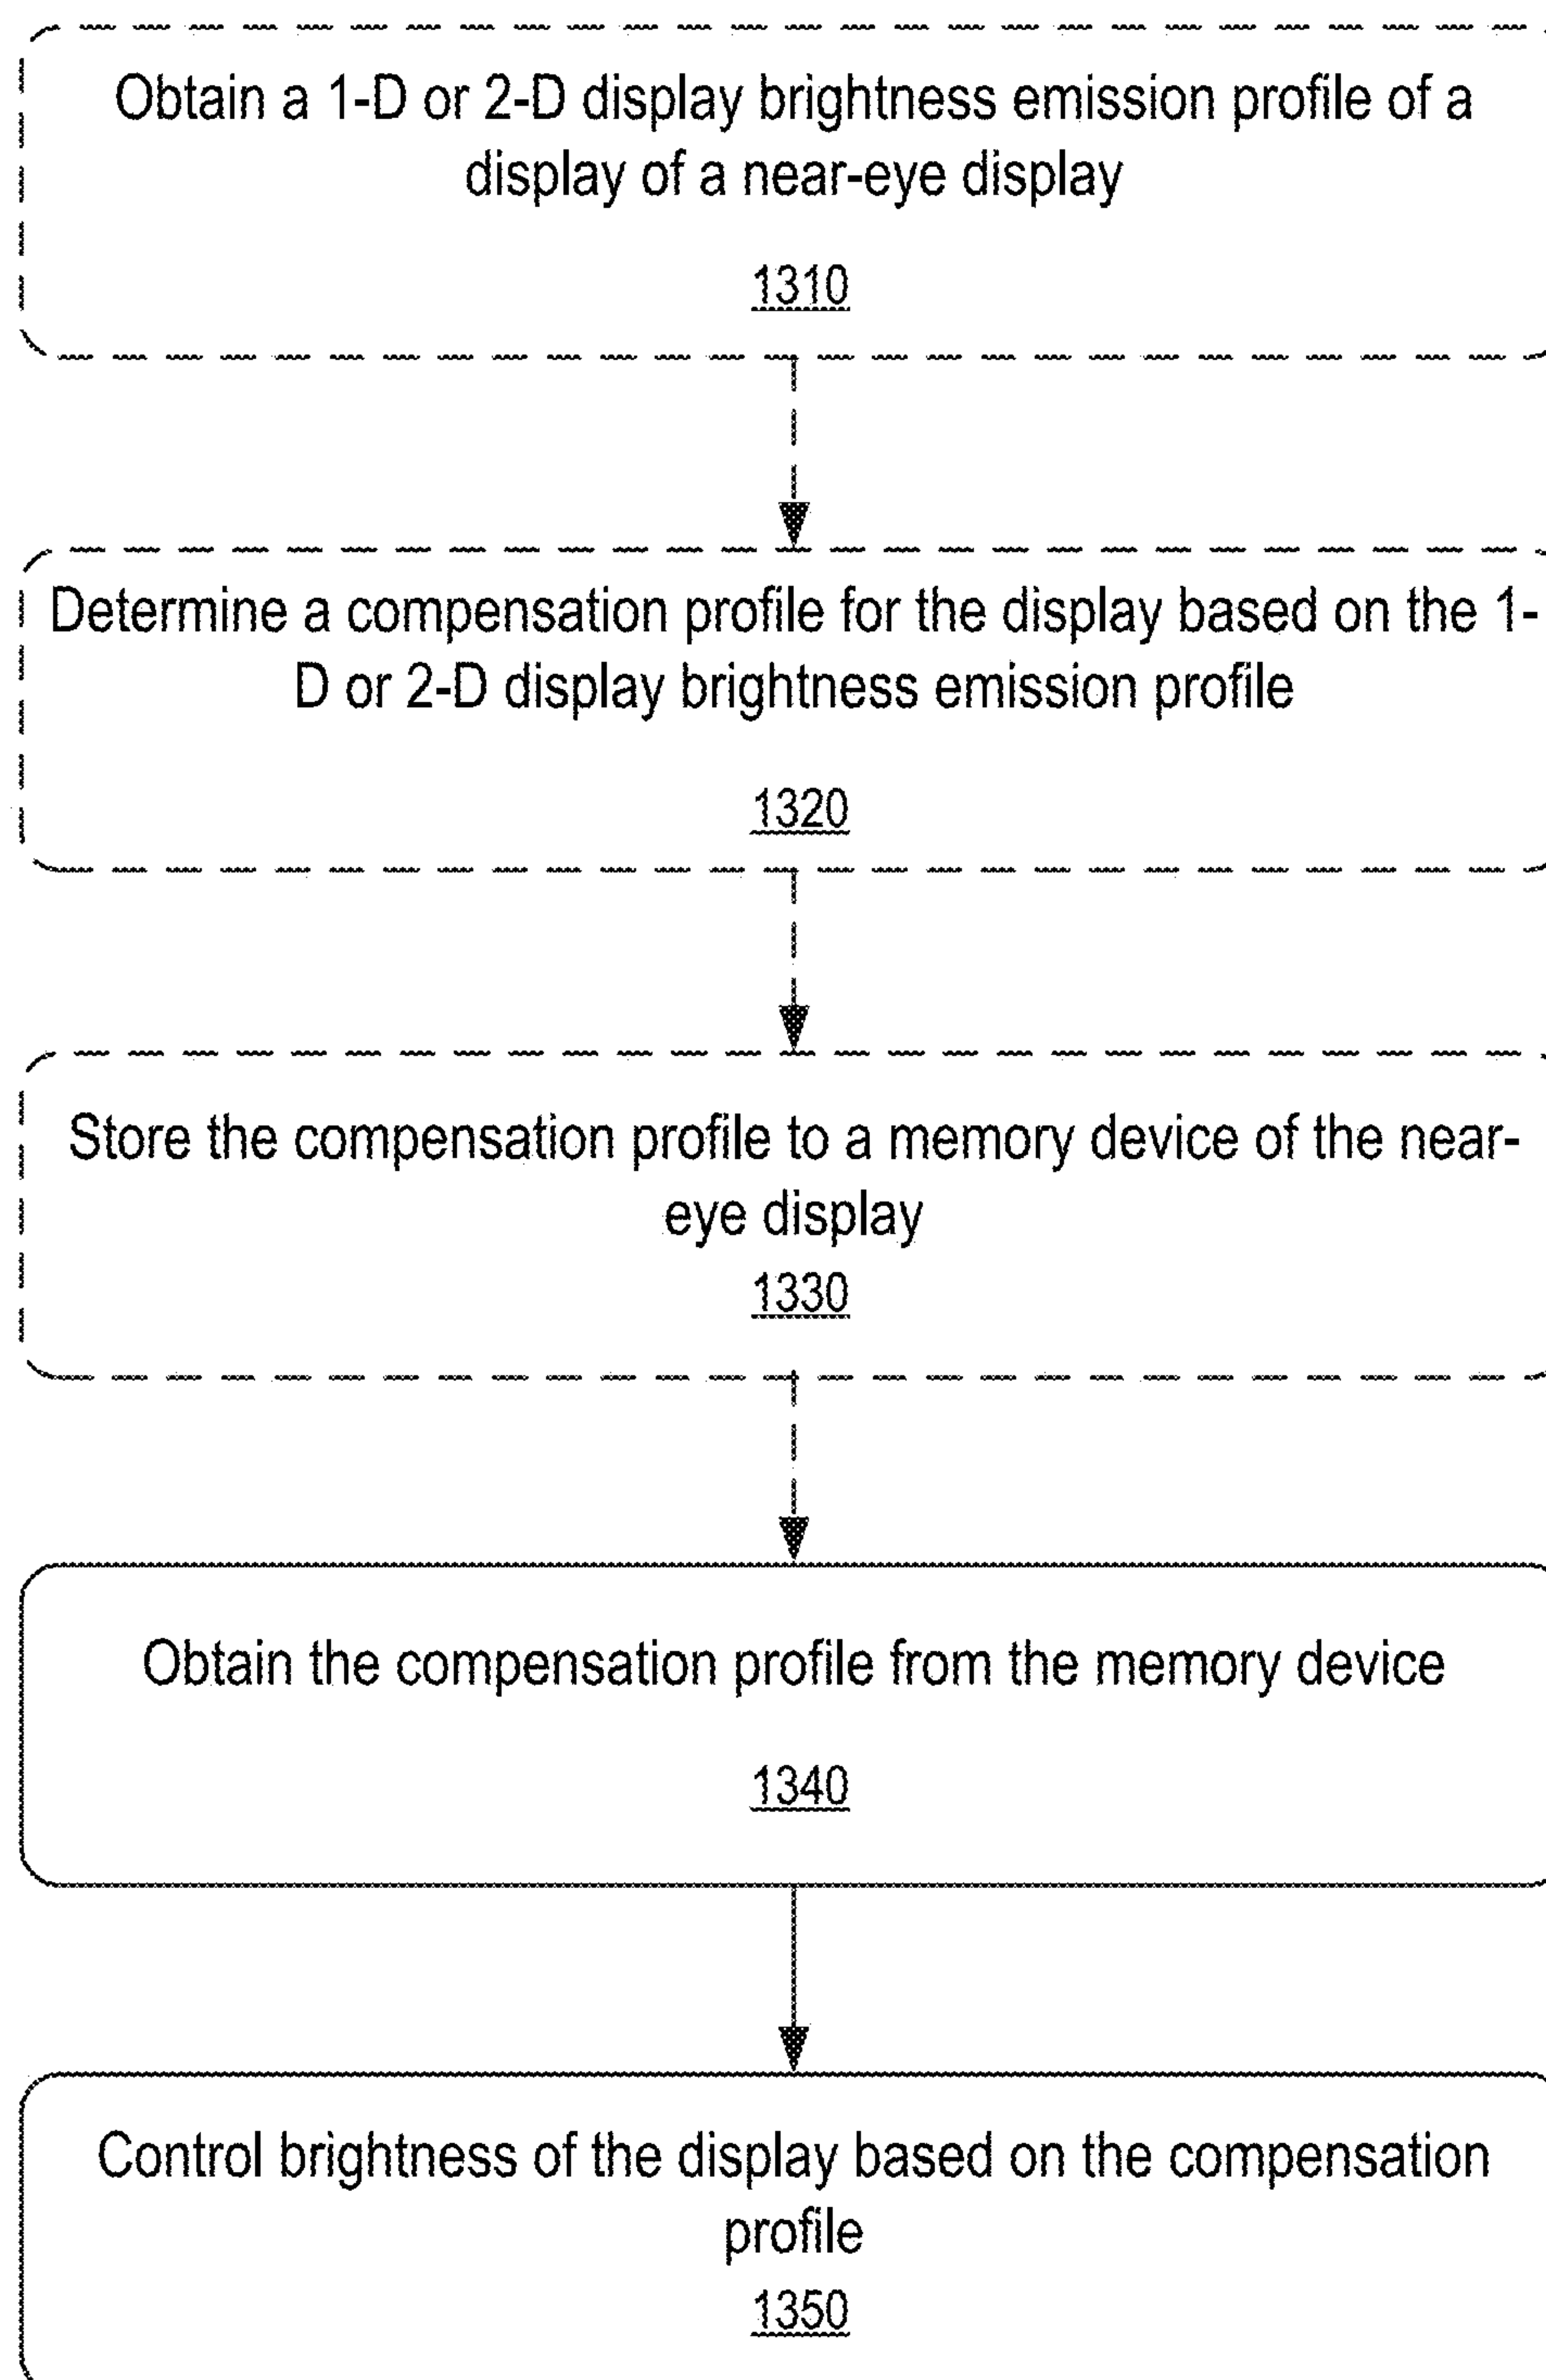 Obtain a 1-D or 2-D display brightness emission profile of a
display of a near-eye display
1310
Determine a compensation profile for the display based on the 1-
D or 2-D display brightness emission profile
1320
Store the compensation profile to a memory device of the near-
eye display
1330
Obtain the compensation profile from the memory device
1340
Control brightness of the display based on the compensation
profile
1350